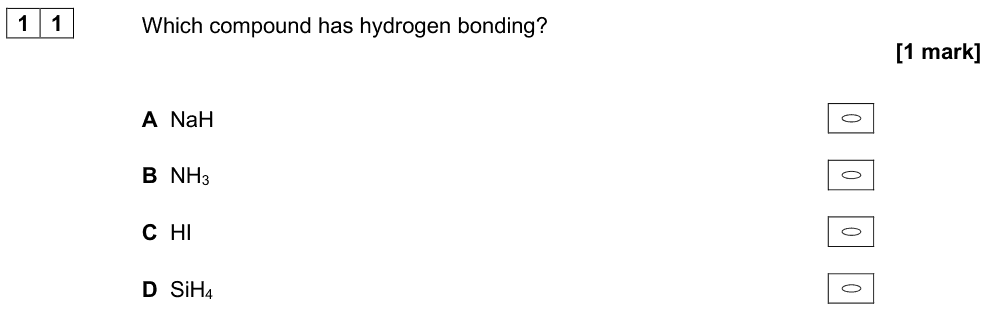 1 1 Which compound has hydrogen bonding?
[1 mark]
A NaH
B NH₃
C HI
D SiH₄